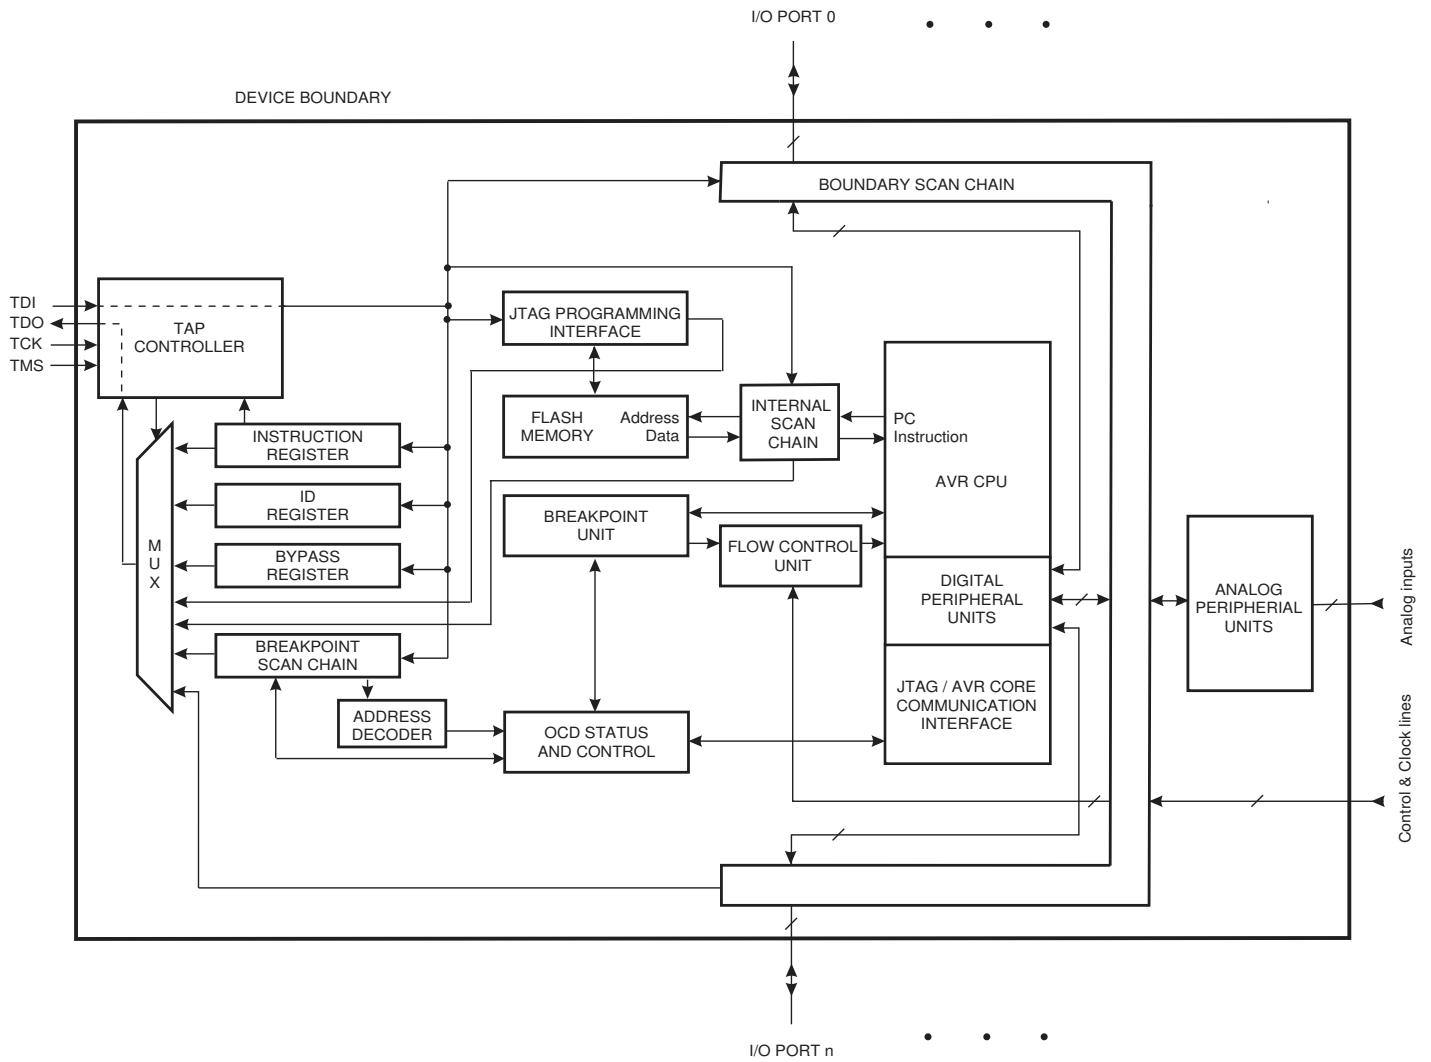 I/O PORT 0
DEVICE BOUNDARY
BOUNDARY SCAN CHAIN
TDI
TDO
TCK
TMS
TAP
CONTROLLER
JTAG PROGRAMMING
INTERFACE
FLASH
MEMORY
Address
Data
INTERNAL
SCAN
CHAIN
PC
Instruction
AVR CPU
INSTRUCTION
REGISTER
ID
REGISTER
BYPASS
REGISTER
M
U
X
BREAKPOINT
UNIT
FLOW CONTROL
UNIT
DIGITAL
PERIPHERAL
UNITS
ANALOG
PERIPHERIAL
UNITS
Analog inputs
BREAKPOINT
SCAN CHAIN
ADDRESS
DECODER
OCD STATUS
AND CONTROL
JTAG / AVR CORE
COMMUNICATION
INTERFACE
Control & Clock lines
I/O PORT n